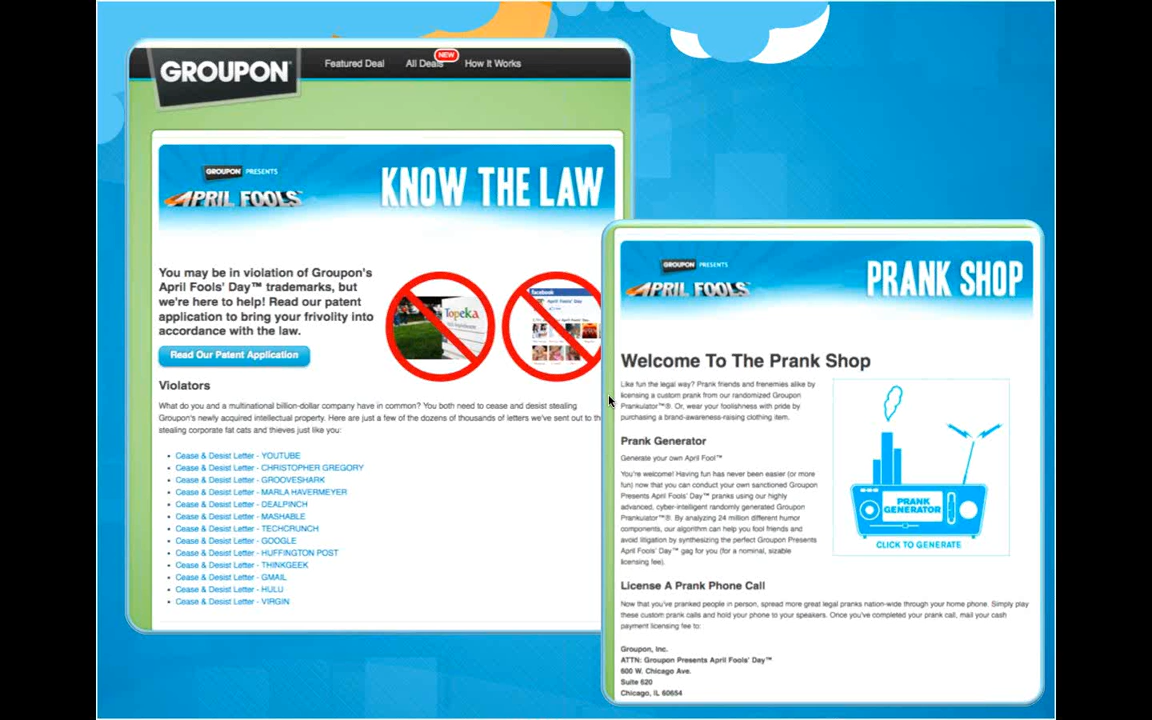 GROUPON
Featured Deal
All Deals
NEW
How It Works
GROUPON PRESENTS
APRIL FOOLS™
KNOW THE LAW
You may be in violation of Groupon's
April Fools' Day™ trademarks, but
we're here to help! Read our patent
application to bring your frivolity into
accordance with the law.
Read Our Patent Application
Topeka
facebook
April Fools' Day
Violators
What do you and a multinational billion-dollar company have in common? You both need to cease and desist stealing
Groupon's newly acquired intellectual property. Here are just a few of the dozens of thousands of letters we've sent out to
stealing corporate fat cats and thieves just like you:
Cease & Desist Letter - YOUTUBE
Cease & Desist Letter - CHRISTOPHER GREGORY
Cease & Desist Letter - GROOVESHARK
Cease & Desist Letter - MARLA HAVERMEYER
Cease & Desist Letter - DEALPINCH
Cease & Desist Letter - MASHABLE
Cease & Desist Letter - TECHCRUNCH
Cease & Desist Letter - GOOGLE
Cease & Desist Letter - HUFFINGTON POST
Cease & Desist Letter - THINKGEEK
Cease & Desist Letter - GMAIL
Cease & Desist Letter - HULU
Cease & Desist Letter - VIRGIN
GROUPON PRESENTS
APRIL FOOLS™
PRANK SHOP
Welcome To The Prank Shop
Like fun the legal way? Prank friends and frenemies alike by
licensing a custom prank from our randomized Groupon
Prankulator™®. Or, wear your foolishness with pride by
purchasing a brand-awareness-raising clothing item.
Prank Generator
Generate your own April Fool™
You're welcome! Having fun has never been easier (or more
fun) now that you can conduct your own sanctioned Groupon
Presents April Fools' Day™ pranks using our highly
advanced, cyber-intelligent randomly generated Groupon
Prankulator™®. By analyzing 24 million different humor
components, our algorithm can help you fool friends and
avoid litigation by synthesizing the perfect Groupon Presents
April Fools' Day™ gag for you (for a nominal, sizable
licensing fee).
PRANK
GENERATOR
CLICK TO GENERATE
License A Prank Phone Call
Now that you've pranked people in person, spread more great legal pranks nation-wide through your home phone. Simply play
these custom prank calls and hold your phone to your speakers. Once you've completed your prank call, mail your cash
payment licensing fee to:
Groupon, Inc.
ATTN: Groupon Presents April Fools' Day™
600 W. Chicago Ave.
Suite 620
Chicago, IL 60654